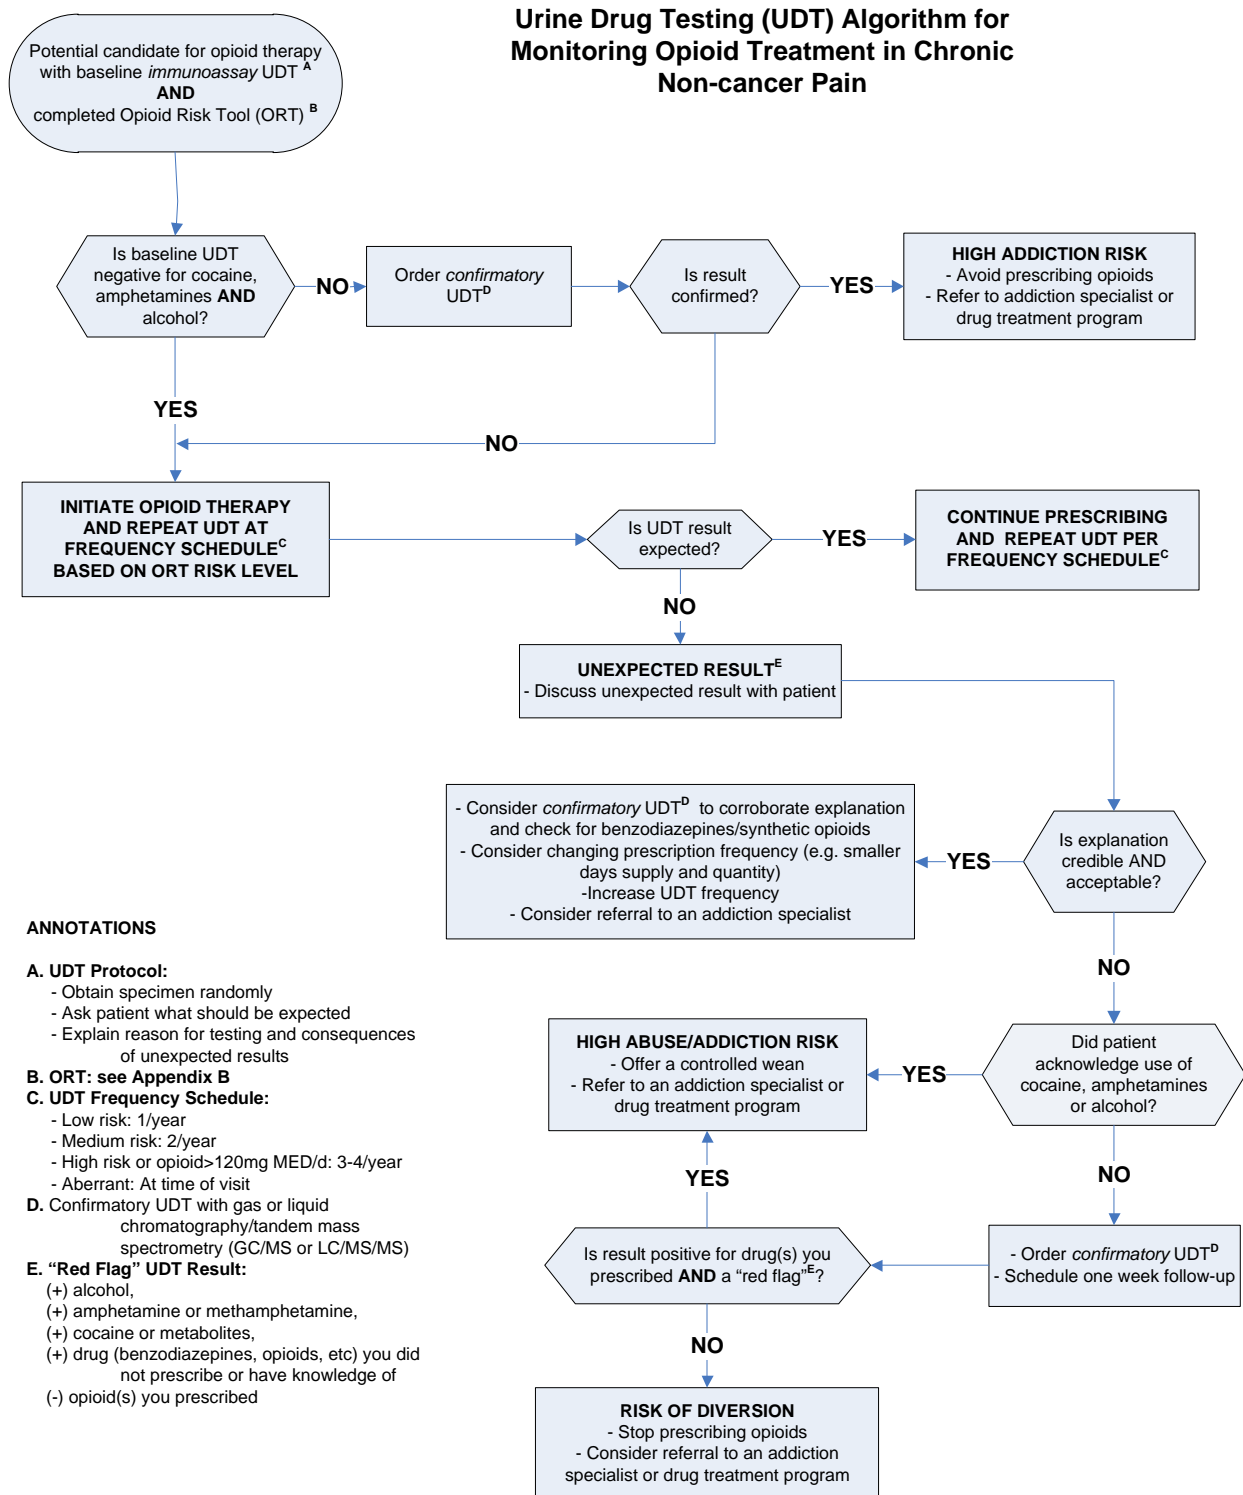 Urine Drug Testing (UDT) Algorithm for
Monitoring Opioid Treatment in Chronic
Non-cancer Pain
Potential candidate for opioid therapy
with baseline immunoassay UDT A
AND
completed Opioid Risk Tool (ORT) B
Is baseline UDT
negative for cocaine,
amphetamines AND
alcohol?
NO
Order confirmatory
UDTD
Is result
confirmed?
YES
HIGH ADDICTION RISK
- Avoid prescribing opioids
- Refer to addiction specialist or
drug treatment program
YES
NO
INITIATE OPIOID THERAPY
AND REPEAT UDT AT
FREQUENCY SCHEDULEC
BASED ON ORT RISK LEVEL
Is UDT result
expected?
YES
CONTINUE PRESCRIBING
AND REPEAT UDT PER
FREQUENCY SCHEDULEC
NO
UNEXPECTED RESULTE
- Discuss unexpected result with patient
Is explanation
credible AND
acceptable?
YES
- Consider confirmatory UDTD to corroborate explanation
and check for benzodiazepines/synthetic opioids
- Consider changing prescription frequency (e.g. smaller
days supply and quantity)
-Increase UDT frequency
- Consider referral to an addiction specialist
NO
Did patient
acknowledge use of
cocaine, amphetamines
or alcohol?
YES
HIGH ABUSE/ADDICTION RISK
- Offer a controlled wean
- Refer to an addiction specialist or
drug treatment program
NO
- Order confirmatory UDTD
- Schedule one week follow-up
Is result positive for drug(s) you
prescribed AND a “red flag”E?
YES
NO
RISK OF DIVERSION
- Stop prescribing opioids
- Consider referral to an addiction
specialist or drug treatment program
ANNOTATIONS
A. UDT Protocol:
- Obtain specimen randomly
- Ask patient what should be expected
- Explain reason for testing and consequences
of unexpected results
B. ORT: see Appendix B
C. UDT Frequency Schedule:
- Low risk: 1/year
- Medium risk: 2/year
- High risk or opioid>120mg MED/d: 3-4/year
- Aberrant: At time of visit
D. Confirmatory UDT with gas or liquid
chromatography/tandem mass
spectrometry (GC/MS or LC/MS/MS)
E. “Red Flag” UDT Result:
(+) alcohol,
(+) amphetamine or methamphetamine,
(+) cocaine or metabolites,
(+) drug (benzodiazepines, opioids, etc) you did
not prescribe or have knowledge of
(-) opioid(s) you prescribed